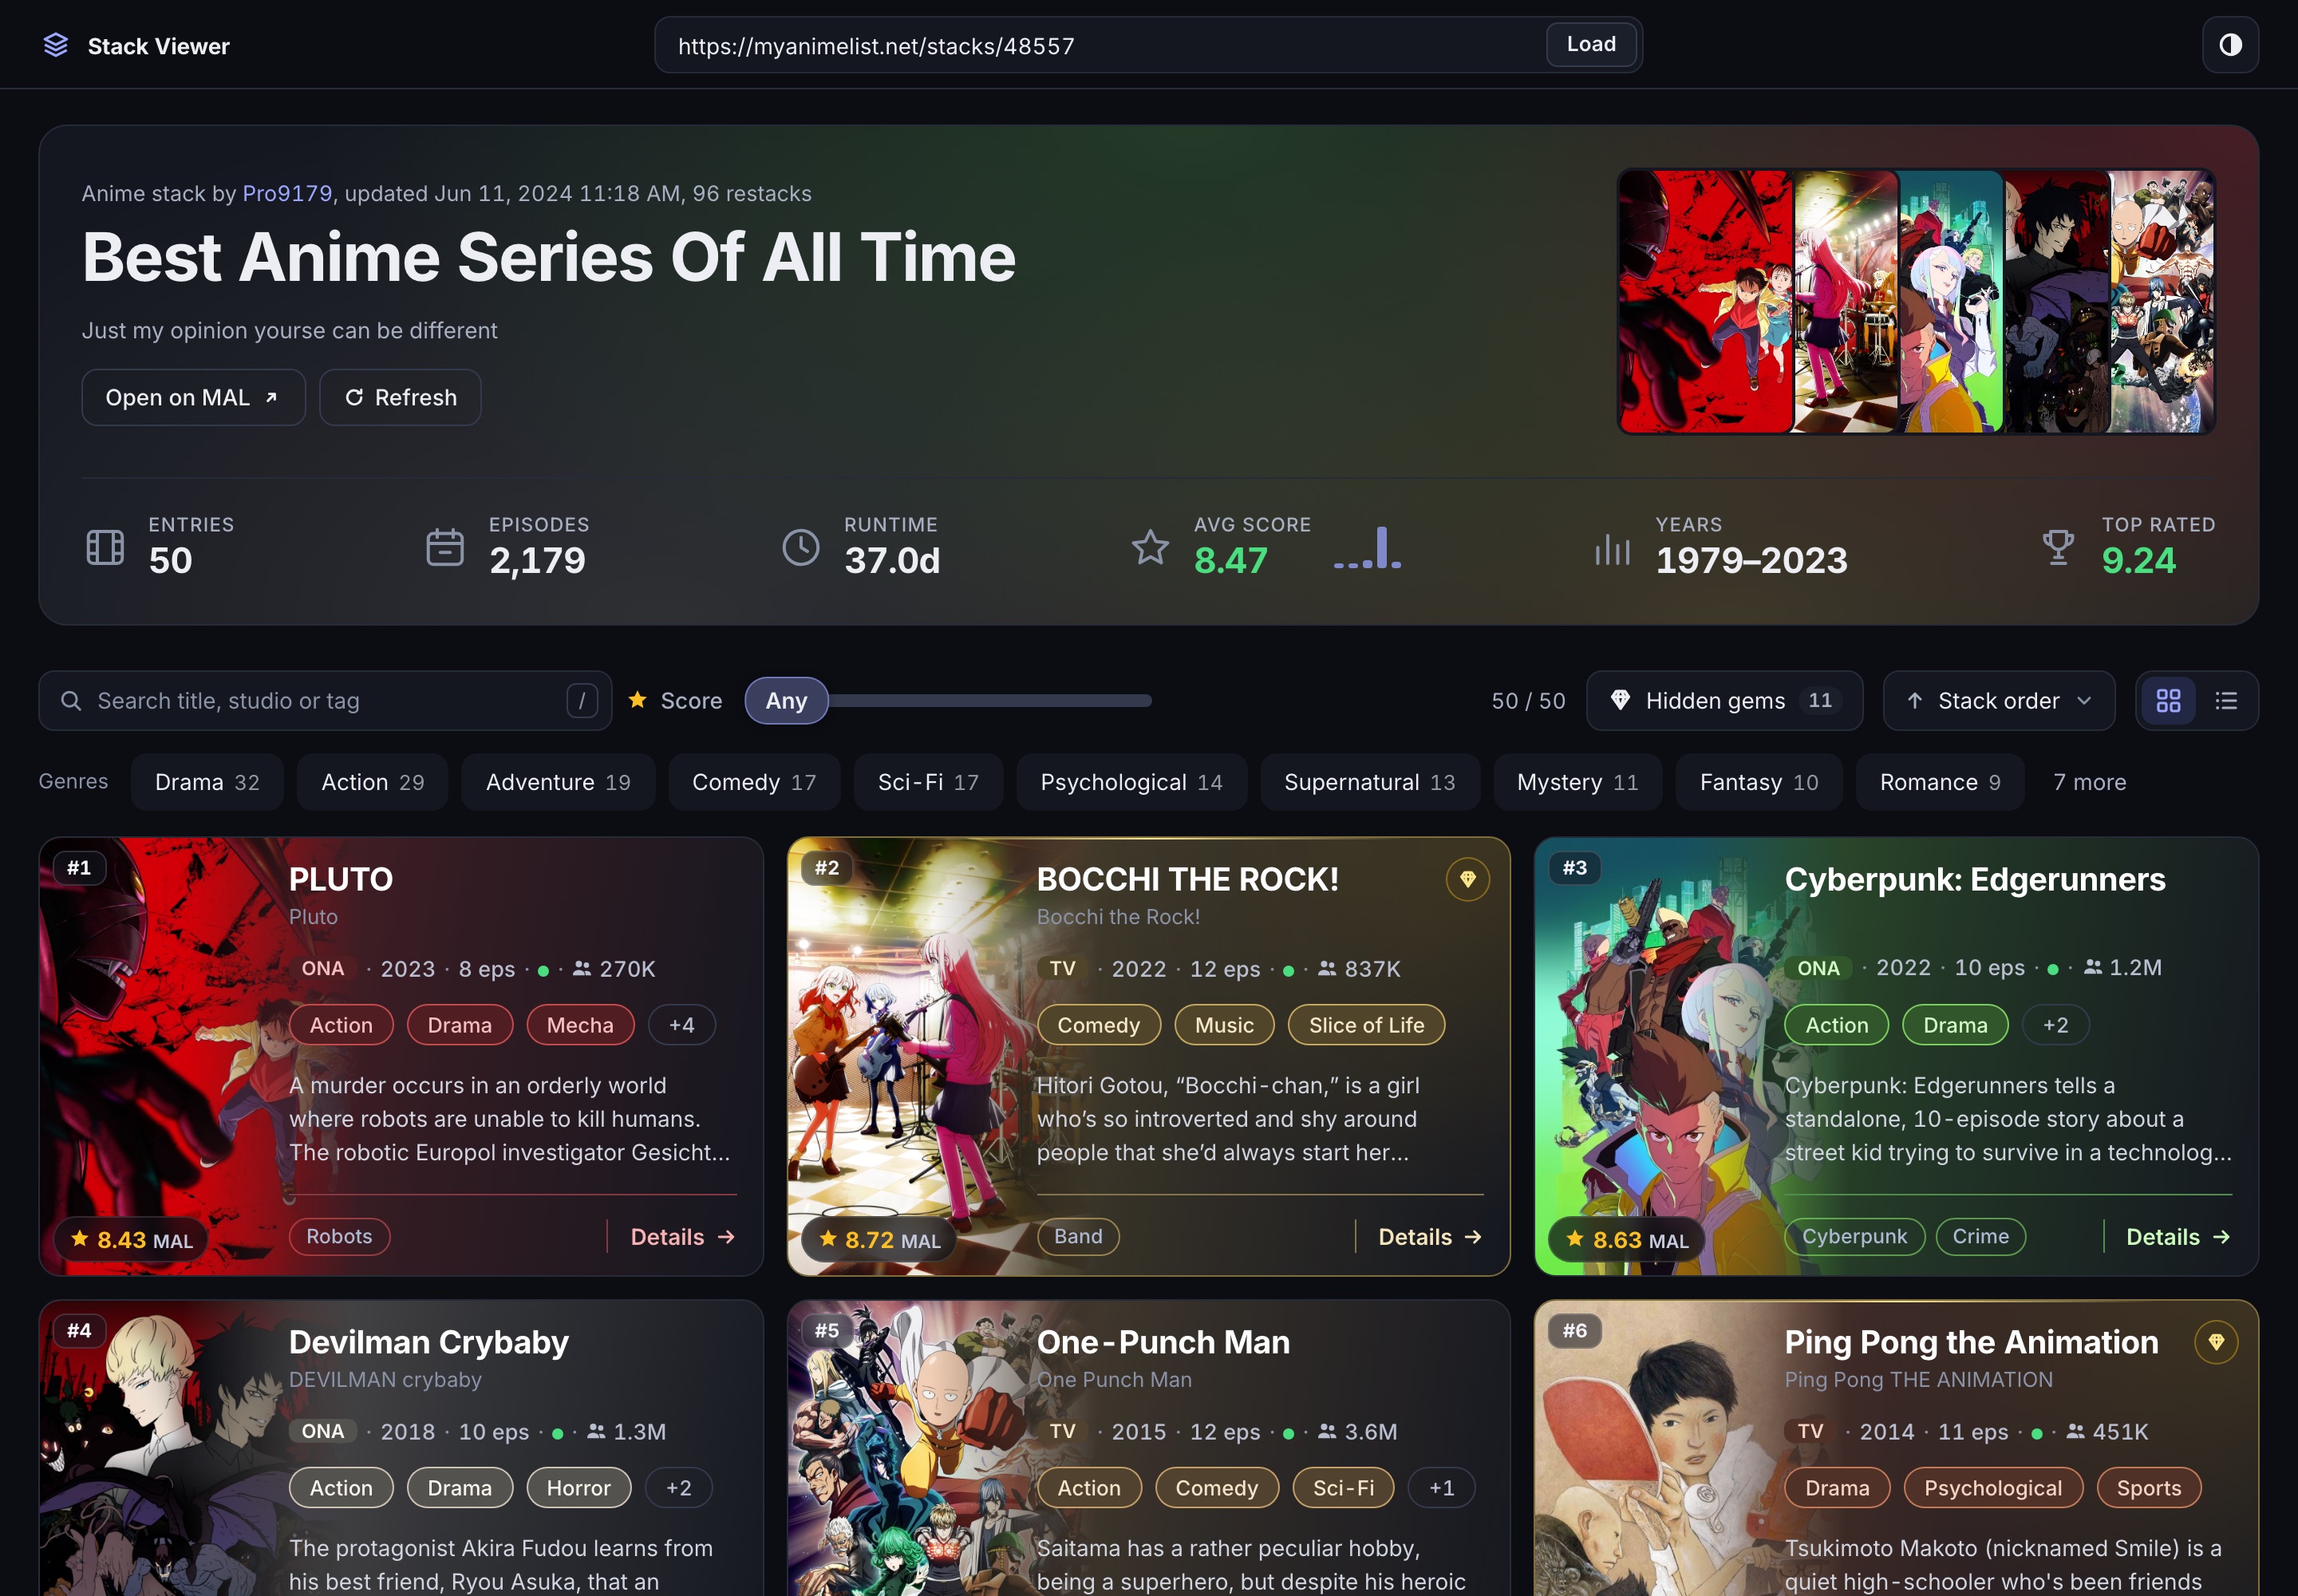 Stack Viewer
https://myanimelist.net/stacks/48557
Load
Anime stack by Pro9179, updated Jun 11, 2024 11:18 AM, 96 restacks
Best Anime Series Of All Time
Just my opinion yourse can be different
Open on MAL
Refresh
ENTRIES
50
EPISODES
2,179
RUNTIME
37.0d
AVG SCORE
8.47
YEARS
1979–2023
TOP RATED
9.24
Search title, studio or tag
/
Score
Any
50 / 50
Hidden gems 11
Stack order
Genres
Drama 32
Action 29
Adventure 19
Comedy 17
Sci-Fi 17
Psychological 14
Supernatural 13
Mystery 11
Fantasy 10
Romance 9
7 more
#1
PLUTO
Pluto
ONA · 2023 · 8 eps · · 270K
Action
Drama
Mecha
+4
A murder occurs in an orderly world
where robots are unable to kill humans.
The robotic Europol investigator Gesicht...
8.43 MAL
Robots
Details →
#2
BOCCHI THE ROCK!
Bocchi the Rock!
TV · 2022 · 12 eps · · 837K
Comedy
Music
Slice of Life
Hitori Gotou, “Bocchi-chan,” is a girl
who’s so introverted and shy around
people that she’d always start her...
8.72 MAL
Band
Details →
#3
Cyberpunk: Edgerunners
ONA · 2022 · 10 eps · · 1.2M
Action
Drama
+2
Cyberpunk: Edgerunners tells a
standalone, 10-episode story about a
street kid trying to survive in a technolog...
8.63 MAL
Cyberpunk
Crime
Details →
#4
Devilman Crybaby
DEVILMAN crybaby
ONA · 2018 · 10 eps · · 1.3M
Action
Drama
Horror
+2
The protagonist Akira Fudou learns from
his best friend, Ryou Asuka, that an
#5
One-Punch Man
One Punch Man
TV · 2015 · 12 eps · · 3.6M
Action
Comedy
Sci-Fi
+1
Saitama has a rather peculiar hobby,
being a superhero, but despite his heroic
#6
Ping Pong the Animation
Ping Pong THE ANIMATION
TV · 2014 · 11 eps · · 451K
Drama
Psychological
Sports
Tsukimoto Makoto (nicknamed Smile) is a
quiet high-schooler who's been friends